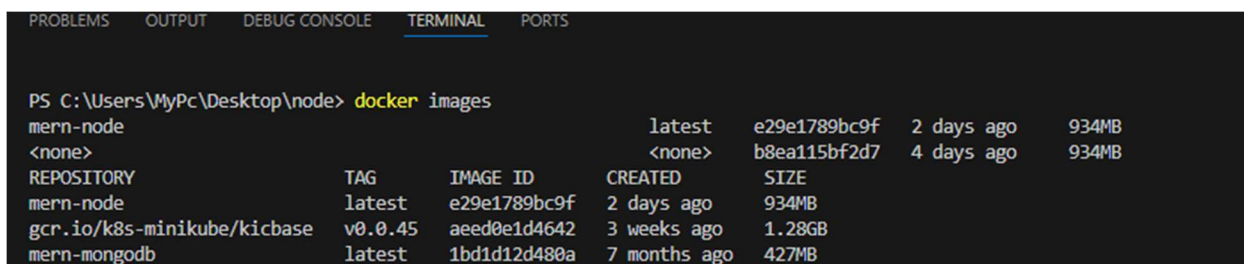 PROBLEMS OUTPUT DEBUG CONSOLE TERMINAL PORTS
PS C:\Users\MyPc\Desktop\node> docker images
mern-node latest e29e1789bc9f 2 days ago 934MB
<none> <none> b8ea115bf2d7 4 days ago 934MB
REPOSITORY TAG IMAGE ID CREATED SIZE
mern-node latest e29e1789bc9f 2 days ago 934MB
gcr.io/k8s-minikube/kicbase v0.0.45 aeed0e1d4642 3 weeks ago 1.28GB
mern-mongodb latest 1bd1d12d480a 7 months ago 427MB